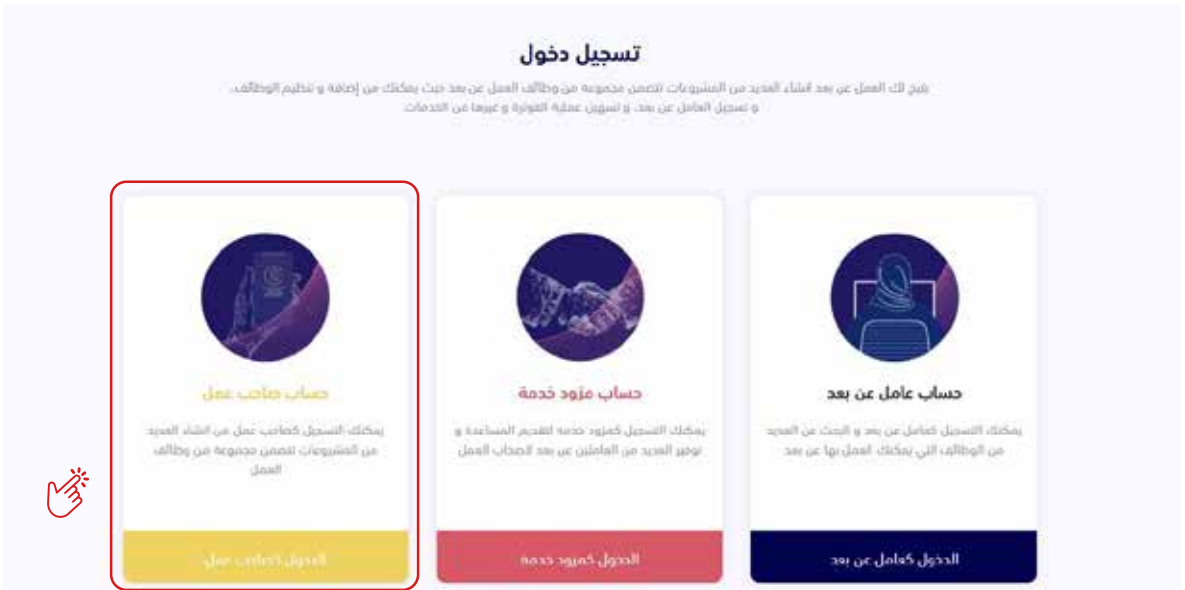 تسجيل دخول
يتيح لك العمل عن بعد انشاء العديد من المشروعات تتضمن مجموعة من وظائف العمل عن بعد حيث يمكنك من إضافة و تنظيم الوظائف،
و تسجيل العامل عن بعد، و تسهيل عملية الفوترة و غيرها من الخدمات.
حساب عامل عن بعد
يمكنك التسجيل كعامل عن بعد و البحث عن العديد
من الوظائف التي يمكنك العمل بها عن بعد
الدخول كعامل عن بعد
حساب مزود خدمة
يمكنك التسجيل كمزود خدمة لتقديم المساعدة و
توفير العديد من العاملين عن بعد لأصحاب العمل
الدخول كمزود خدمة
حساب صاحب عمل
يمكنك التسجيل كصاحب عمل من انشاء العديد
من المشروعات تتضمن مجموعة من وظائف
العمل
الدخول كصاحب عمل